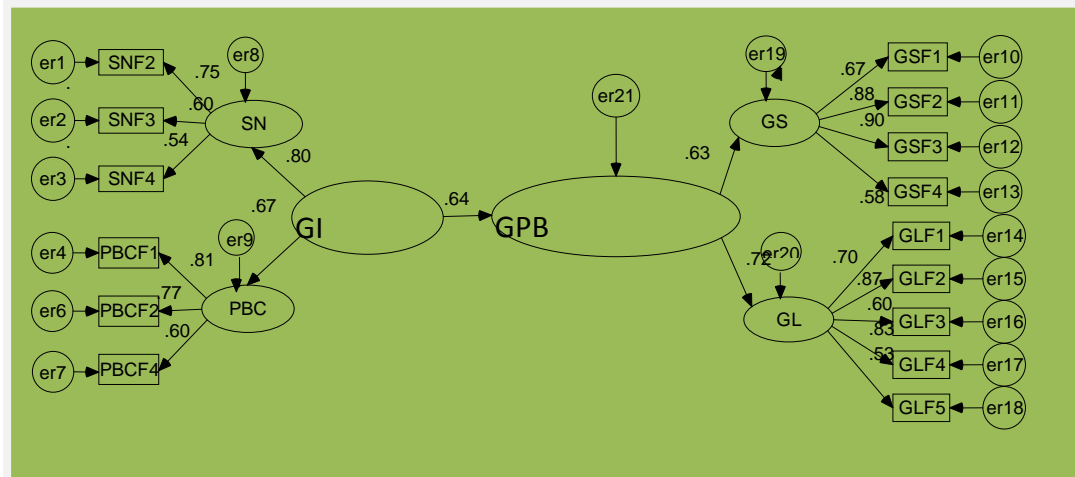 er1
SNF2
.75
er8
er2
SNF3
.60
SN
er3
SNF4
.54
.80
GI
.64
GPB
er21
.67
er9
er4
PBCF1
.81
er6
PBCF2
.77
PBC
er7
PBCF4
.60
er19
GS
.63
.67
GSF1
er10
.88
GSF2
er11
.90
GSF3
er12
.58
GSF4
er13
.72
er20
GL
.70
GLF1
er14
.87
GLF2
er15
.60
GLF3
er16
.83
GLF4
er17
.53
GLF5
er18